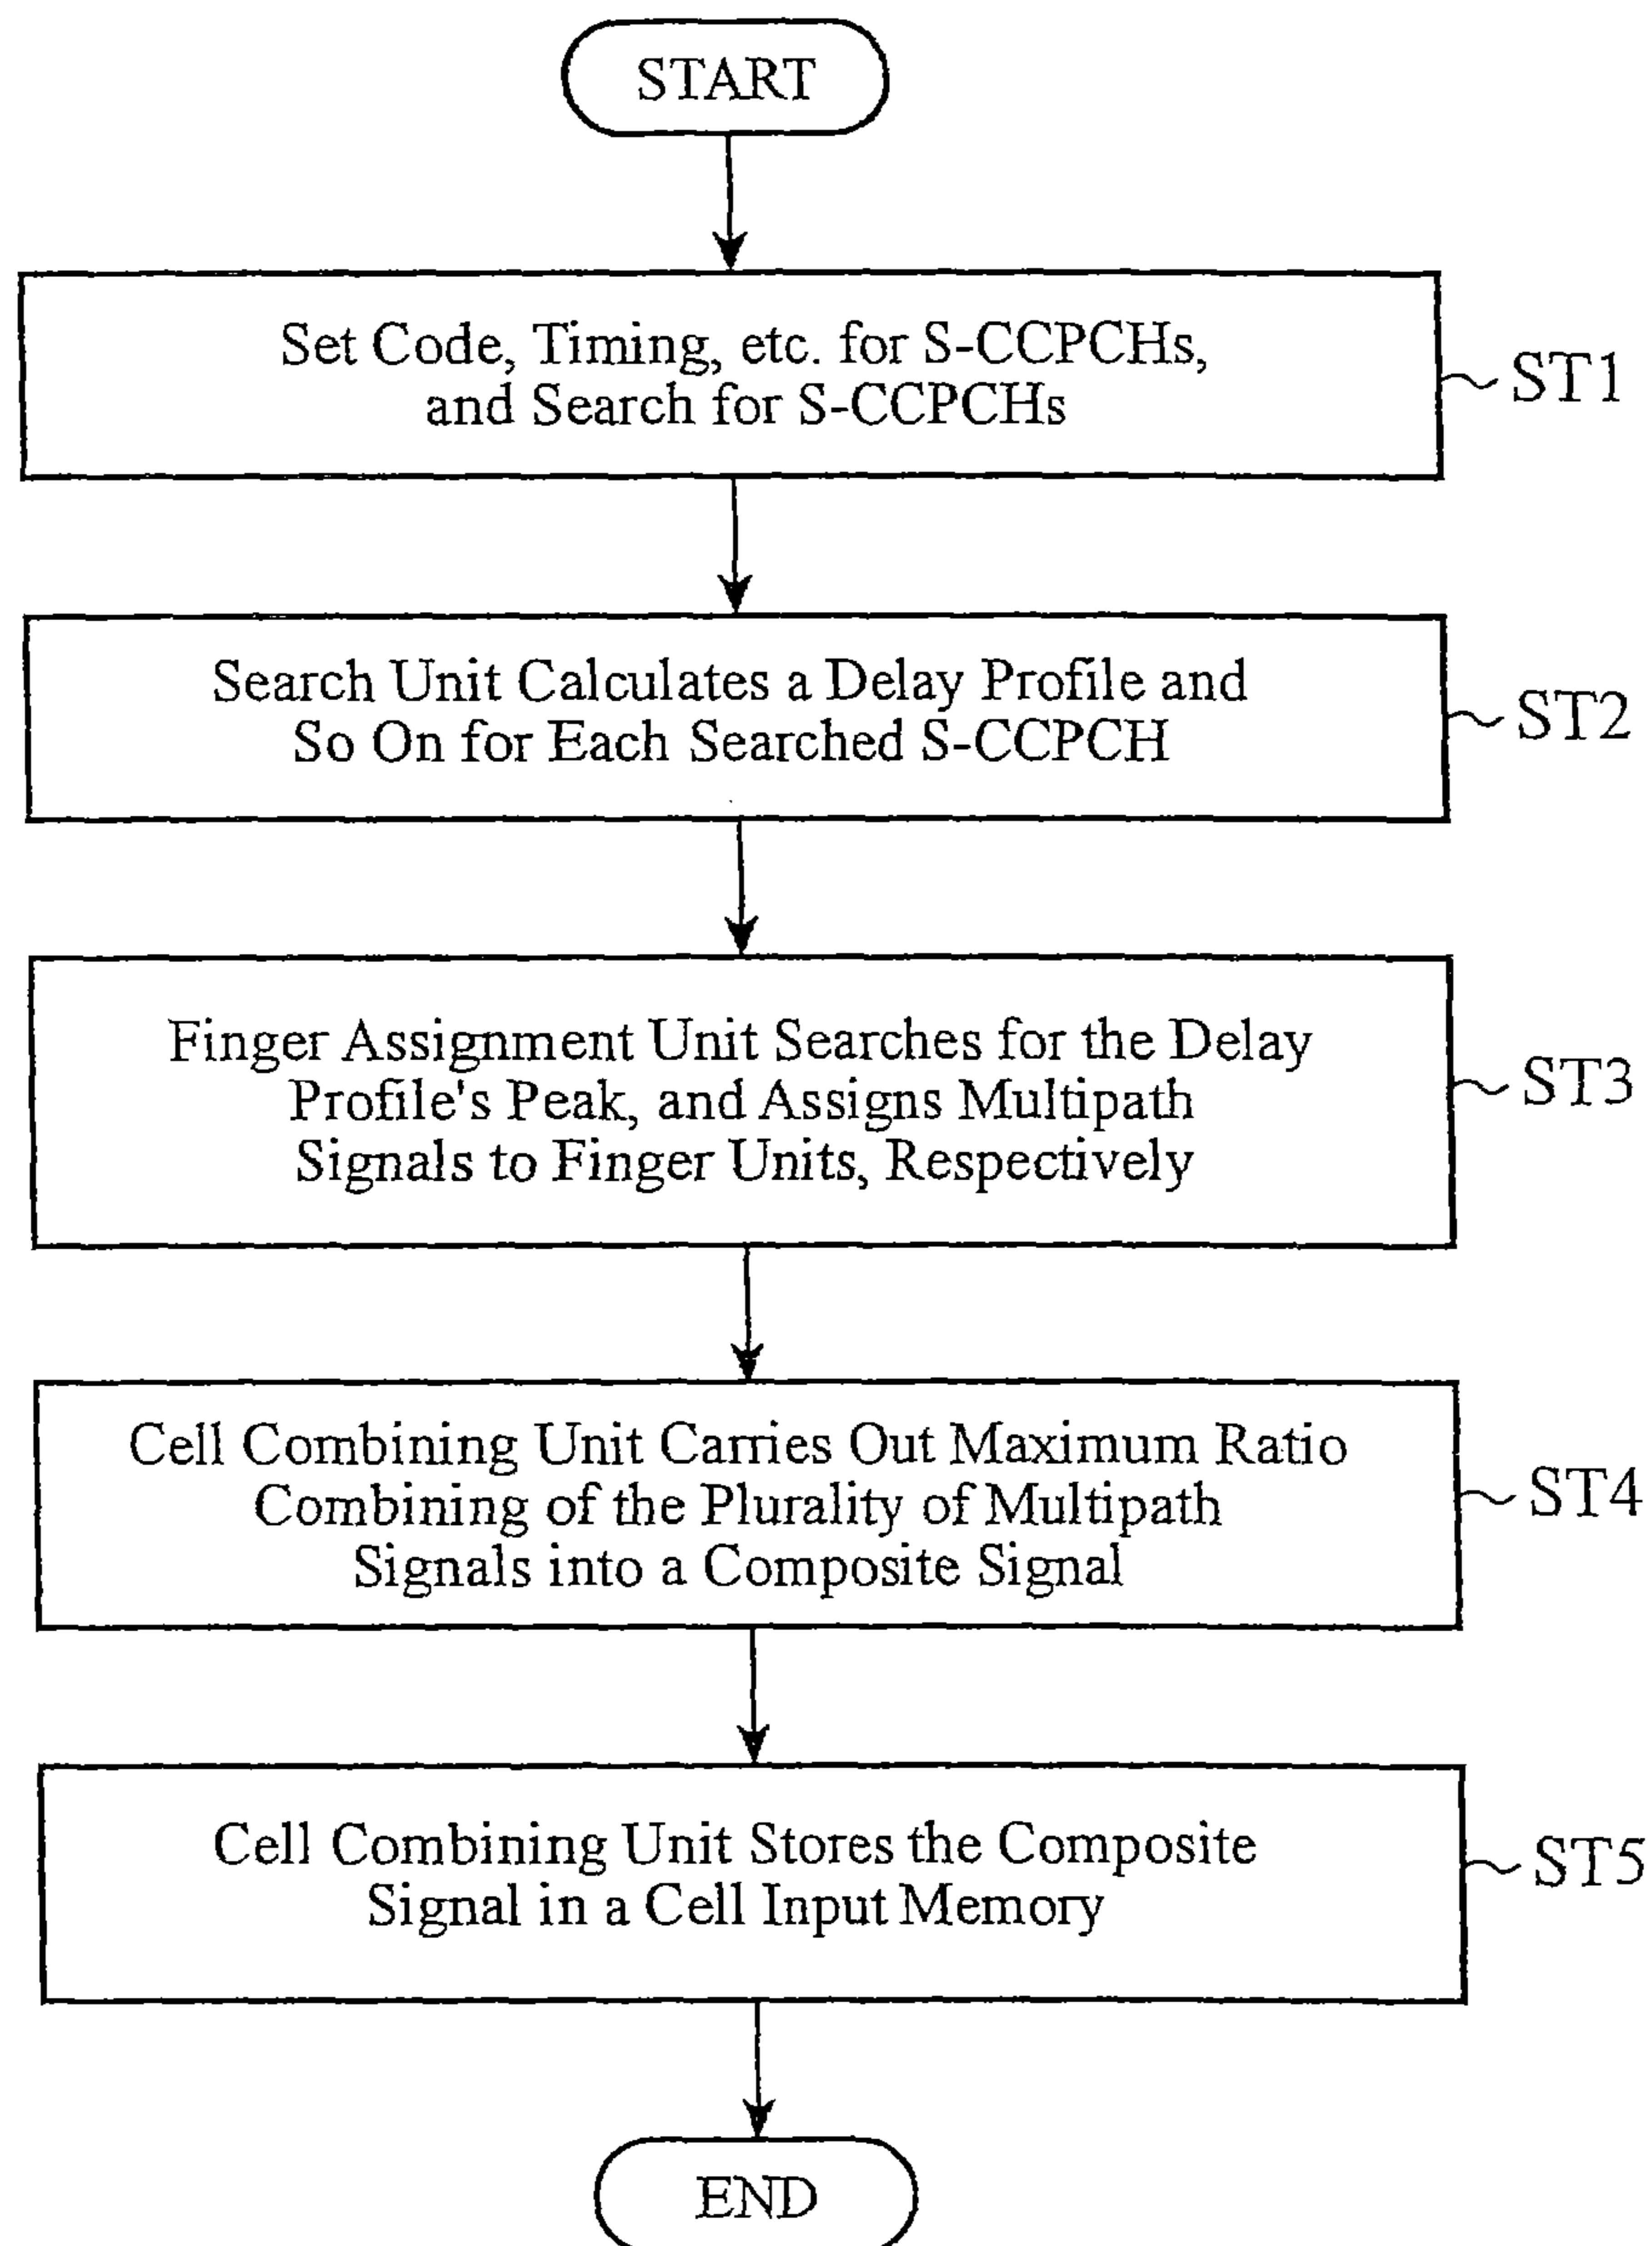 START
Set Code, Timing, etc. for S-CCPCHs,
and Search for S-CCPCHs
ST1
Search Unit Calculates a Delay Profile and
So On for Each Searched S-CCPCH
ST2
Finger Assignment Unit Searches for the Delay
Profile's Peak, and Assigns Multipath
Signals to Finger Units, Respectively
ST3
Cell Combining Unit Carries Out Maximum Ratio
Combining of the Plurality of Multipath
Signals into a Composite Signal
ST4
Cell Combining Unit Stores the Composite
Signal in a Cell Input Memory
ST5
END